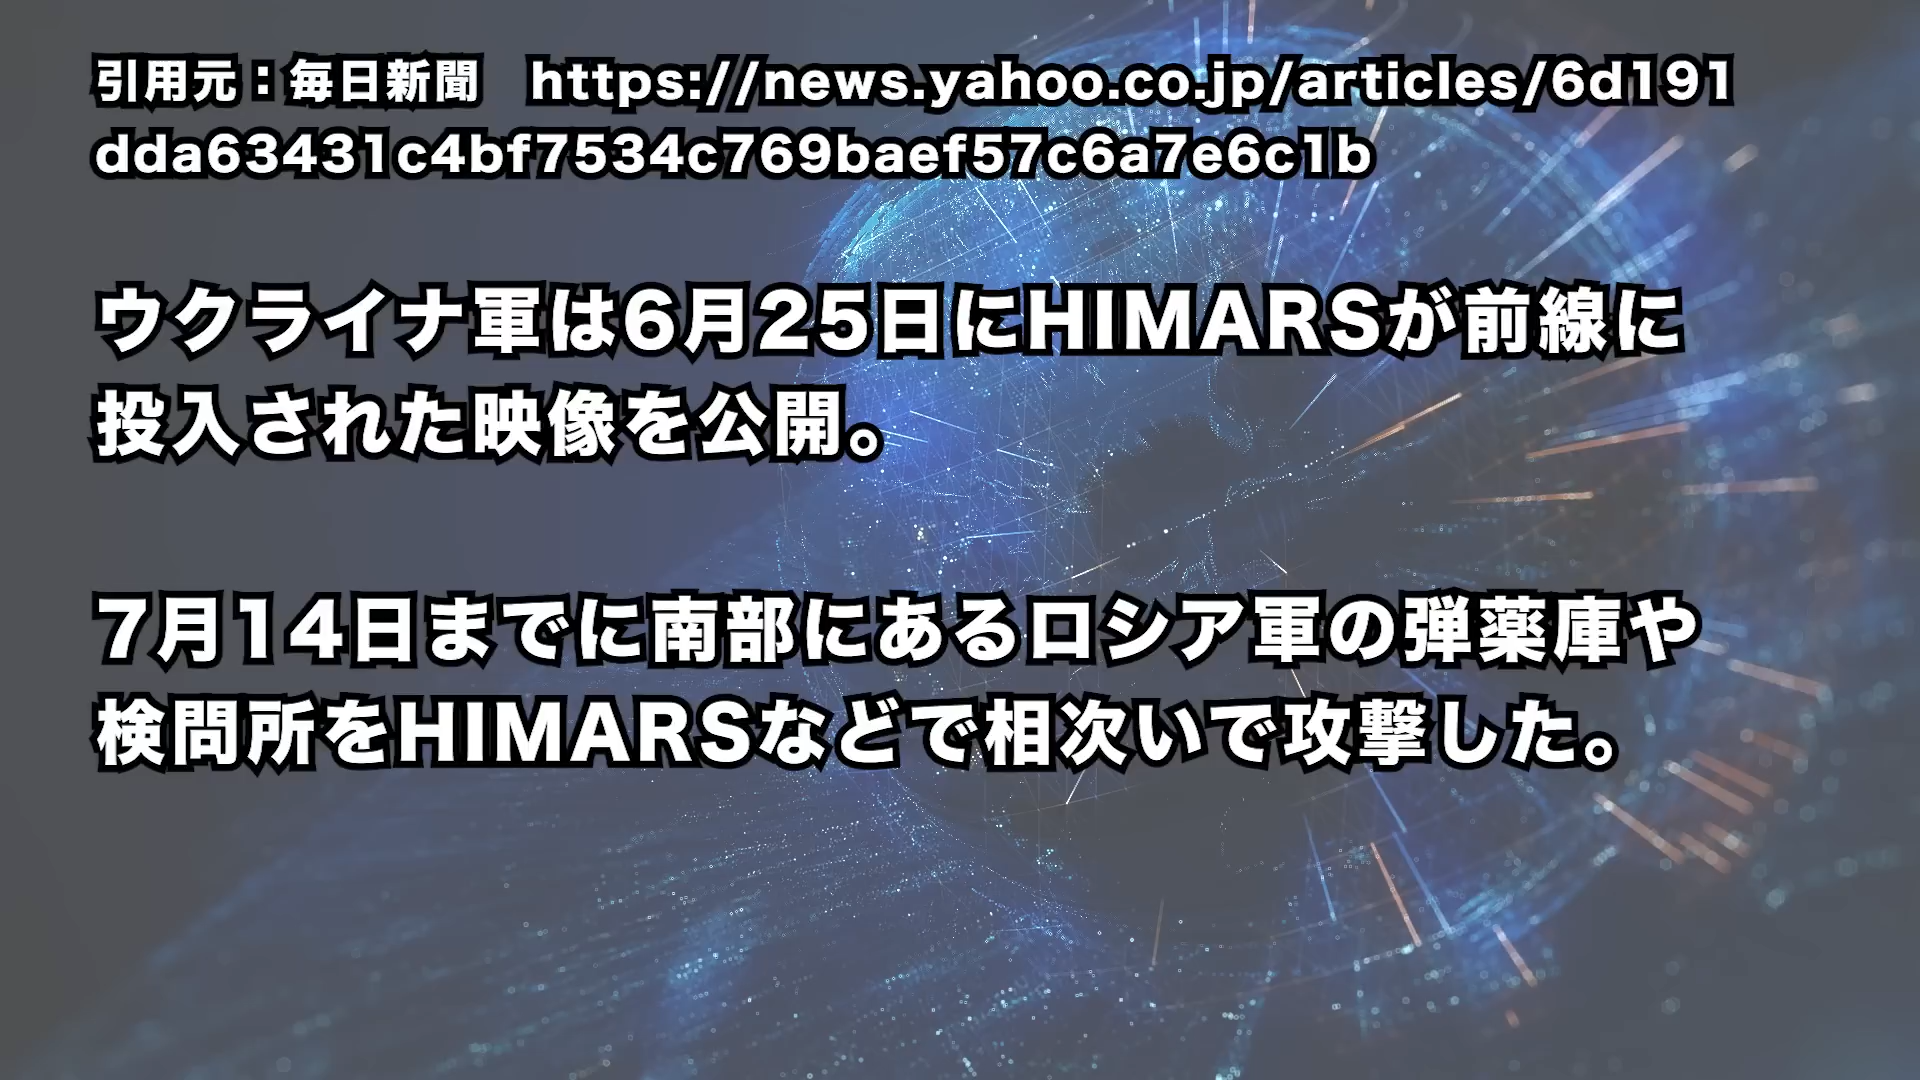 引用元：毎日新聞　https://news.yahoo.co.jp/articles/6d191
dda63431c4bf7534c769baef57c6a7e6c1b
ウクライナ軍は6月25日にHIMARSが前線に
投入された映像を公開。
7月14日までに南部にあるロシア軍の弾薬庫や
検問所をHIMARSなどで相次いで攻撃した。